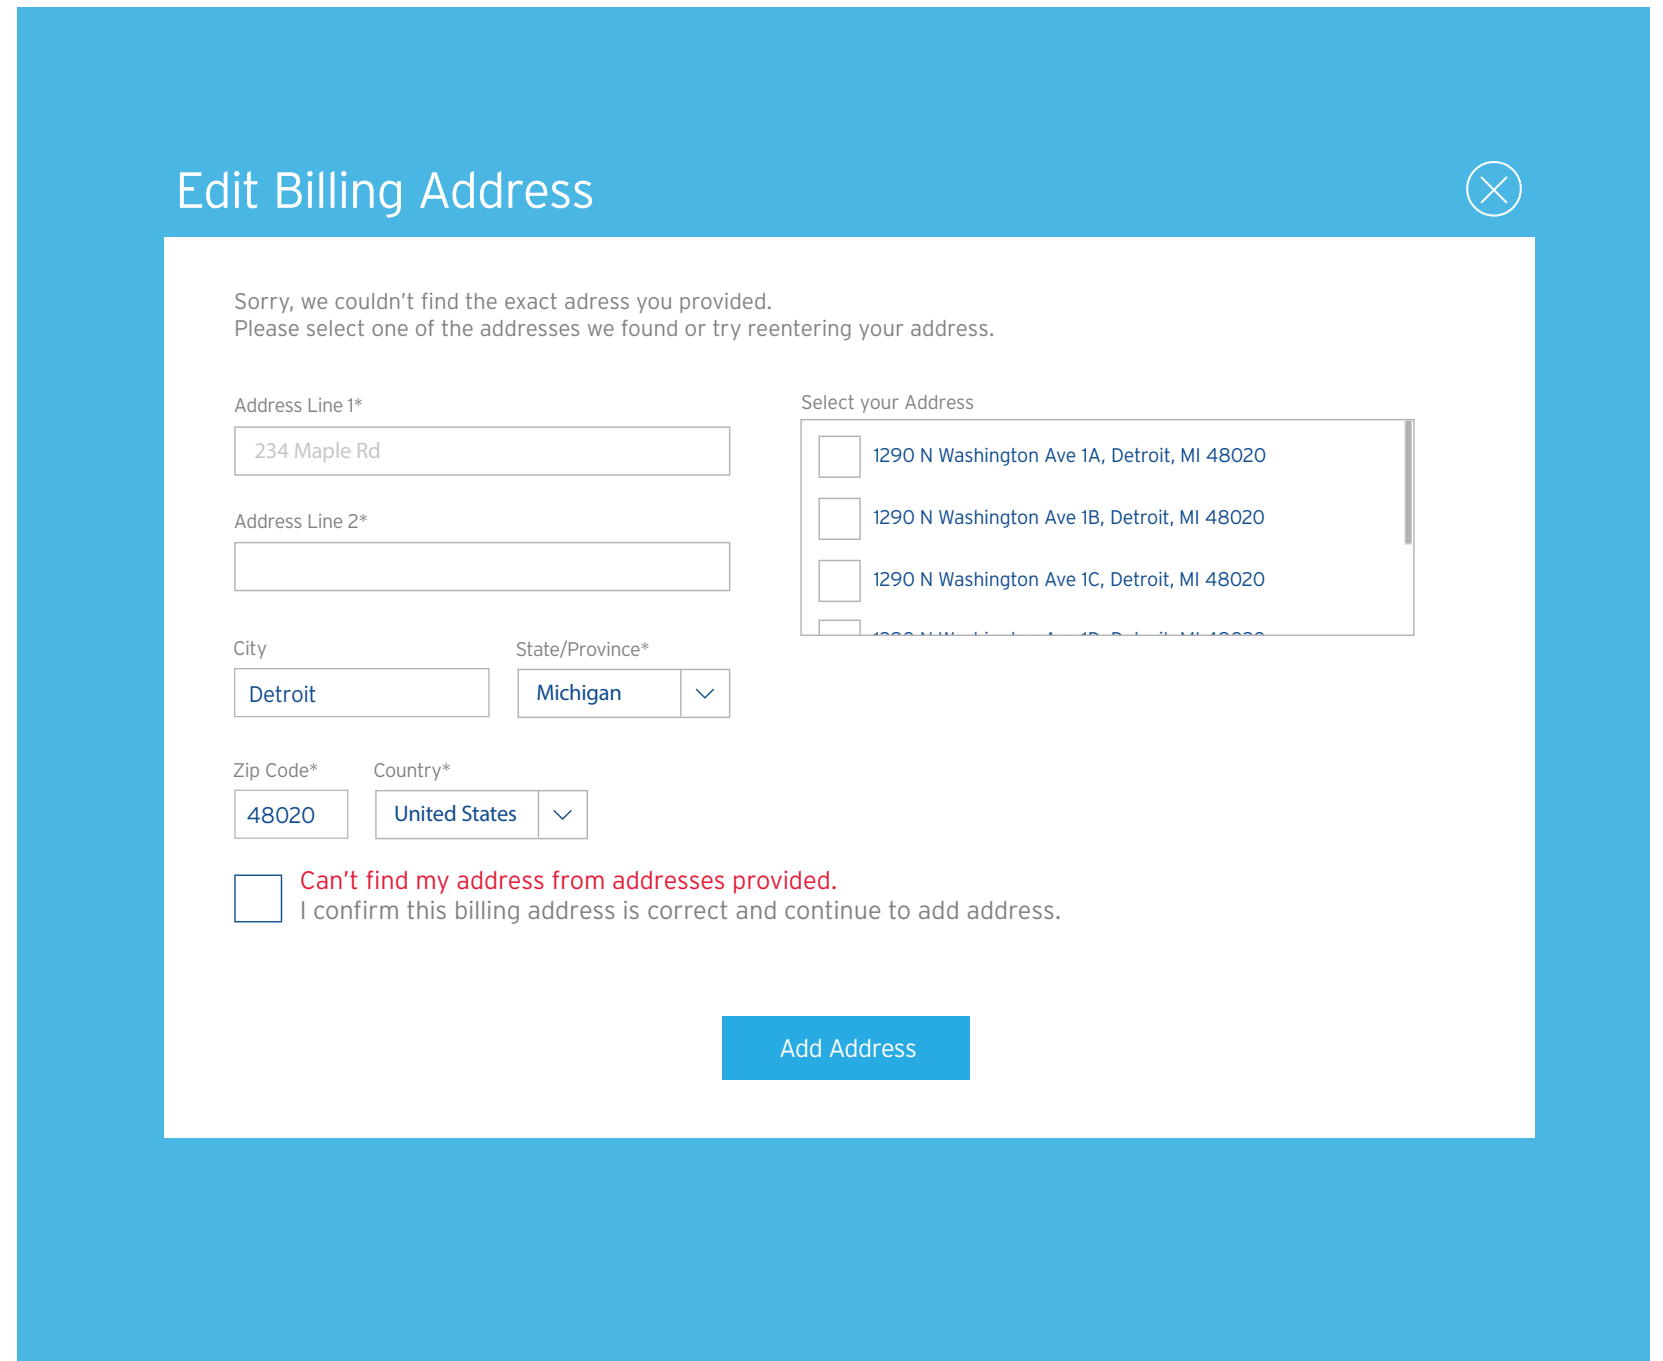 Edit Billing Address
Sorry, we couldn't find the exact adress you provided.
Please select one of the addresses we found or try reentering your address.
Address Line 1*
234 Maple Rd
Address Line 2*
City
Detroit
State/Province*
Michigan
Zip Code*
48020
Country*
United States
Select your Address
1290 N Washington Ave 1A, Detroit, MI 48020
1290 N Washington Ave 1B, Detroit, MI 48020
1290 N Washington Ave 1C, Detroit, MI 48020
Can't find my address from addresses provided.
I confirm this billing address is correct and continue to add address.
Add Address